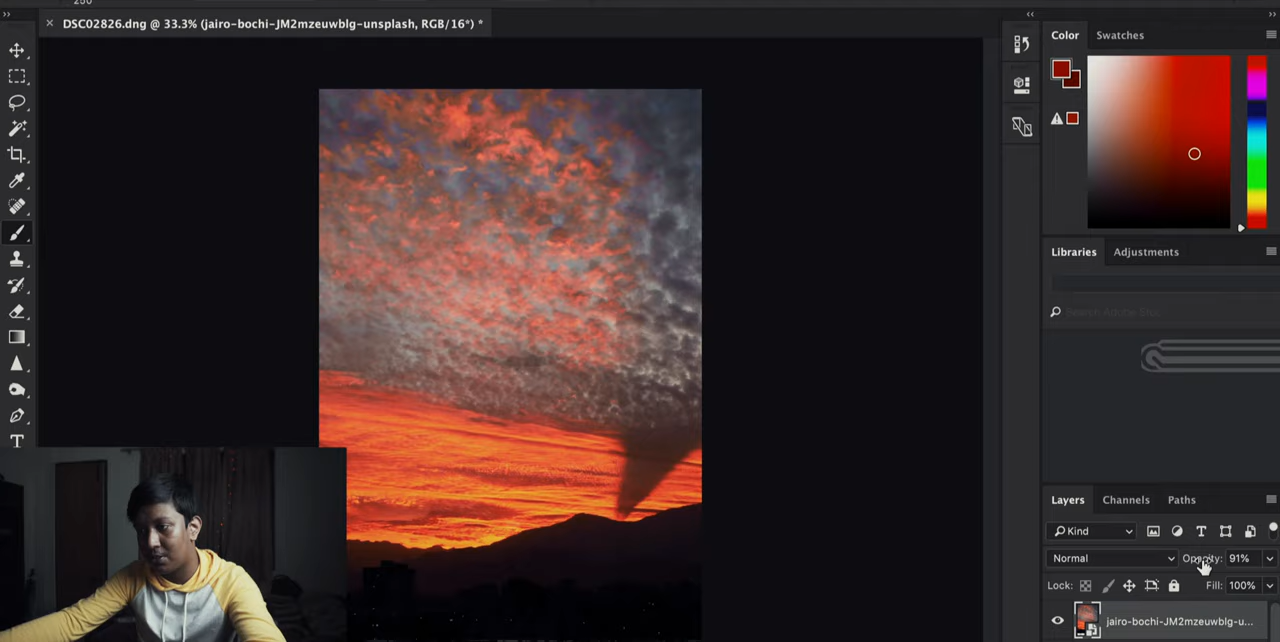 250
DSC02826.dng @ 33.3% (jairo-bochi-JM2mzeuwblg-unsplash, RGB/16*) *
Color Swatches
Libraries Adjustments
Layers Channels Paths
Kind
Normal Opacity: 91%
Lock: Fill: 100%
jairo-bochi-JM2mzeuwblg-u...